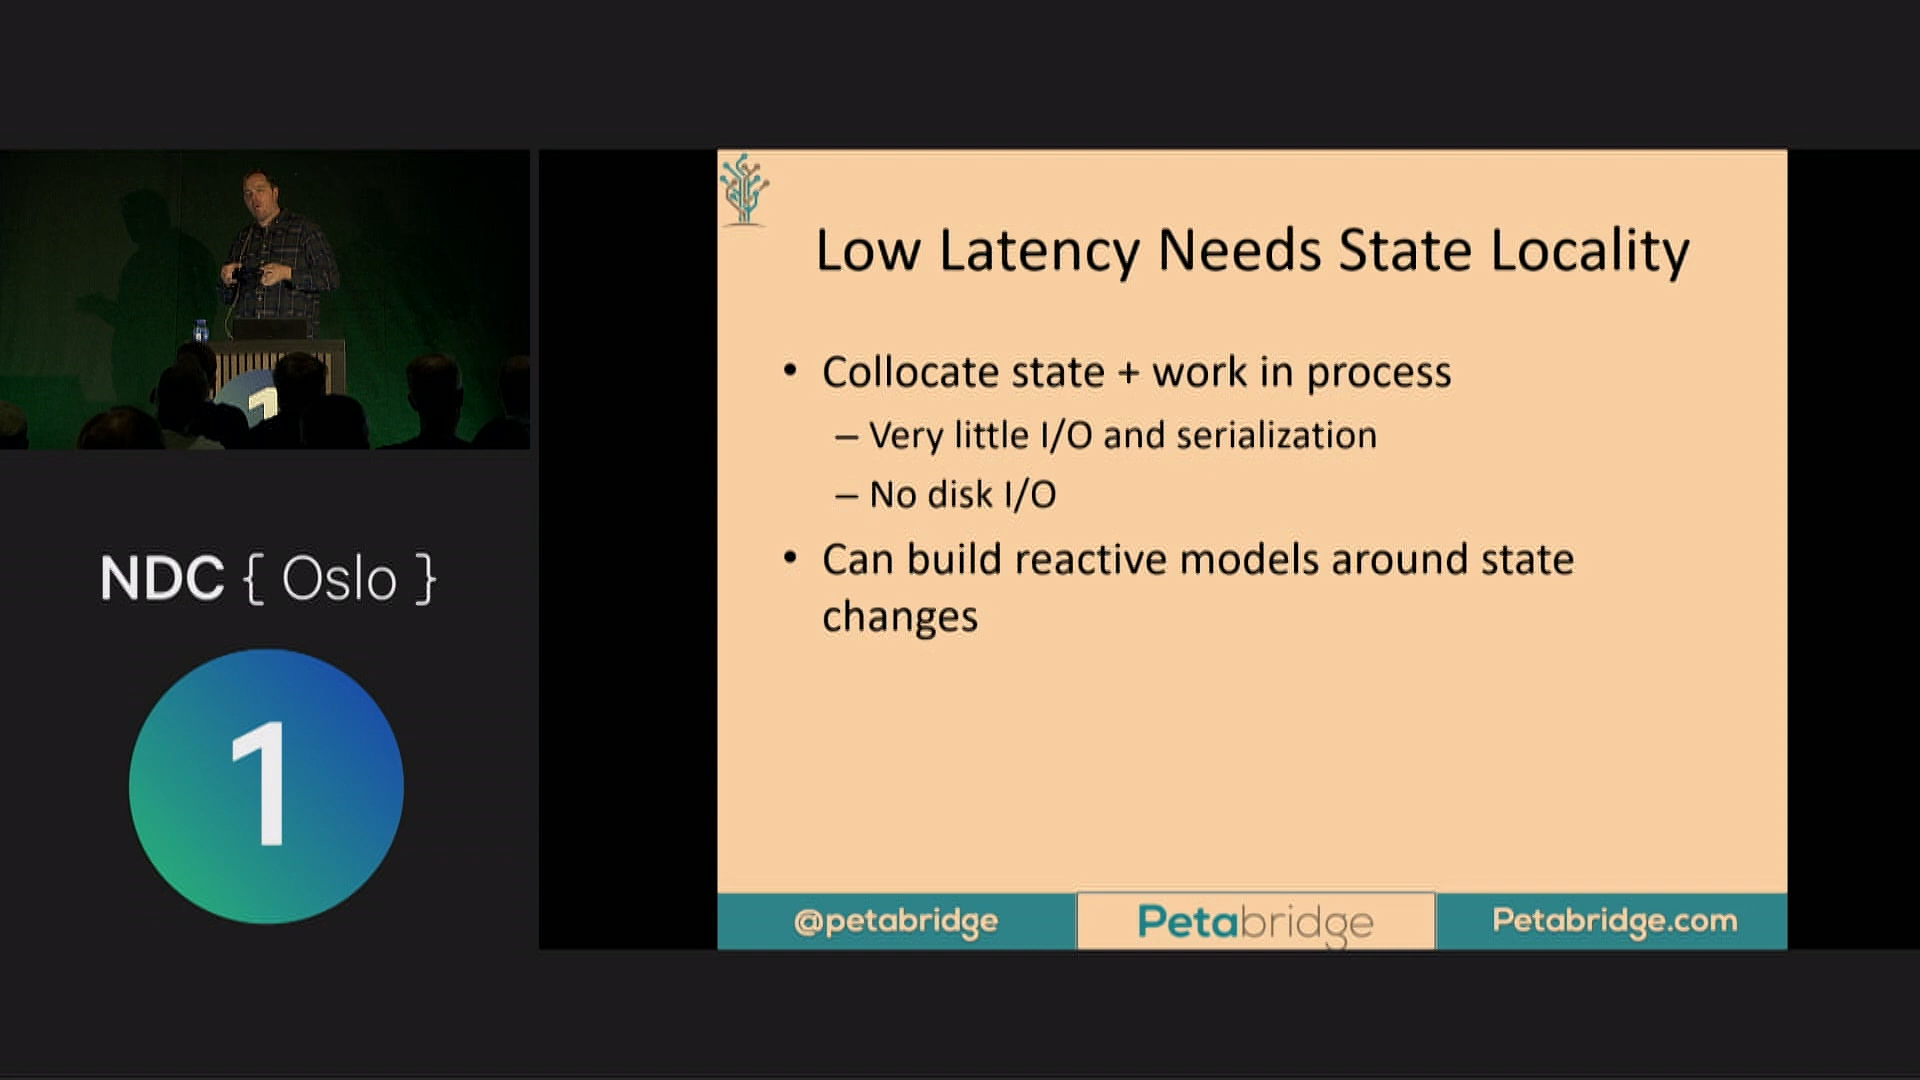 Low Latency Needs State Locality
• Collocate state + work in process
– Very little I/O and serialization
– No disk I/O
• Can build reactive models around state
changes
NDC { Oslo }
1
1
@petabridge
Petabridge
Petabridge.com